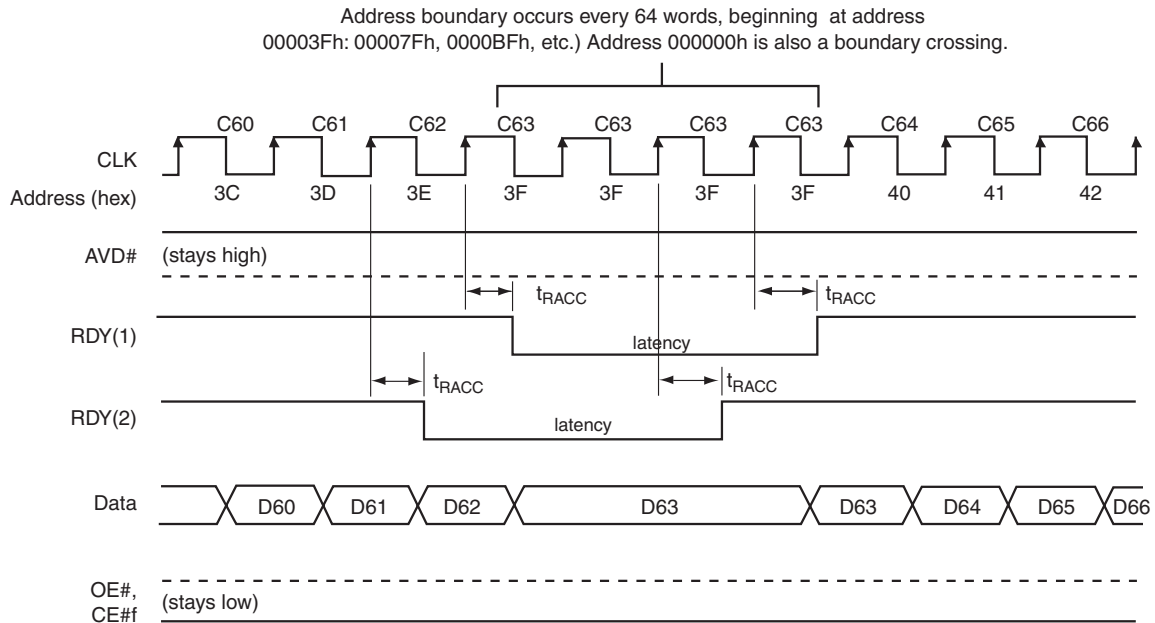 Address boundary occurs every 64 words, beginning at address
00003Fh: 00007Fh, 0000BFh, etc.) Address 000000h is also a boundary crossing.
C60 C61 C62 C63 C63 C63 C63 C64 C65 C66
CLK
Address (hex) 3C 3D 3E 3F 3F 3F 3F 40 41 42
AVD# (stays high)
tRACC tRACC
RDY(1) latency
tRACC tRACC
RDY(2) latency
Data D60 D61 D62 D63 D63 D64 D65 D66
OE#,
CE#f (stays low)